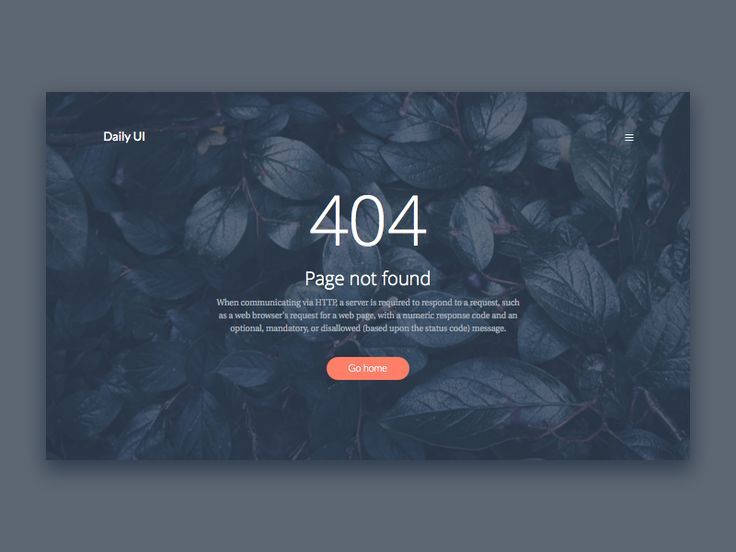 Daily UI
404
Page not found
When communicating via HTTP, a server is required to respond to a request, such
as a web browser's request for a web page, with a numeric response code and an
optional, mandatory, or disallowed (based upon the status code) message.
Go home